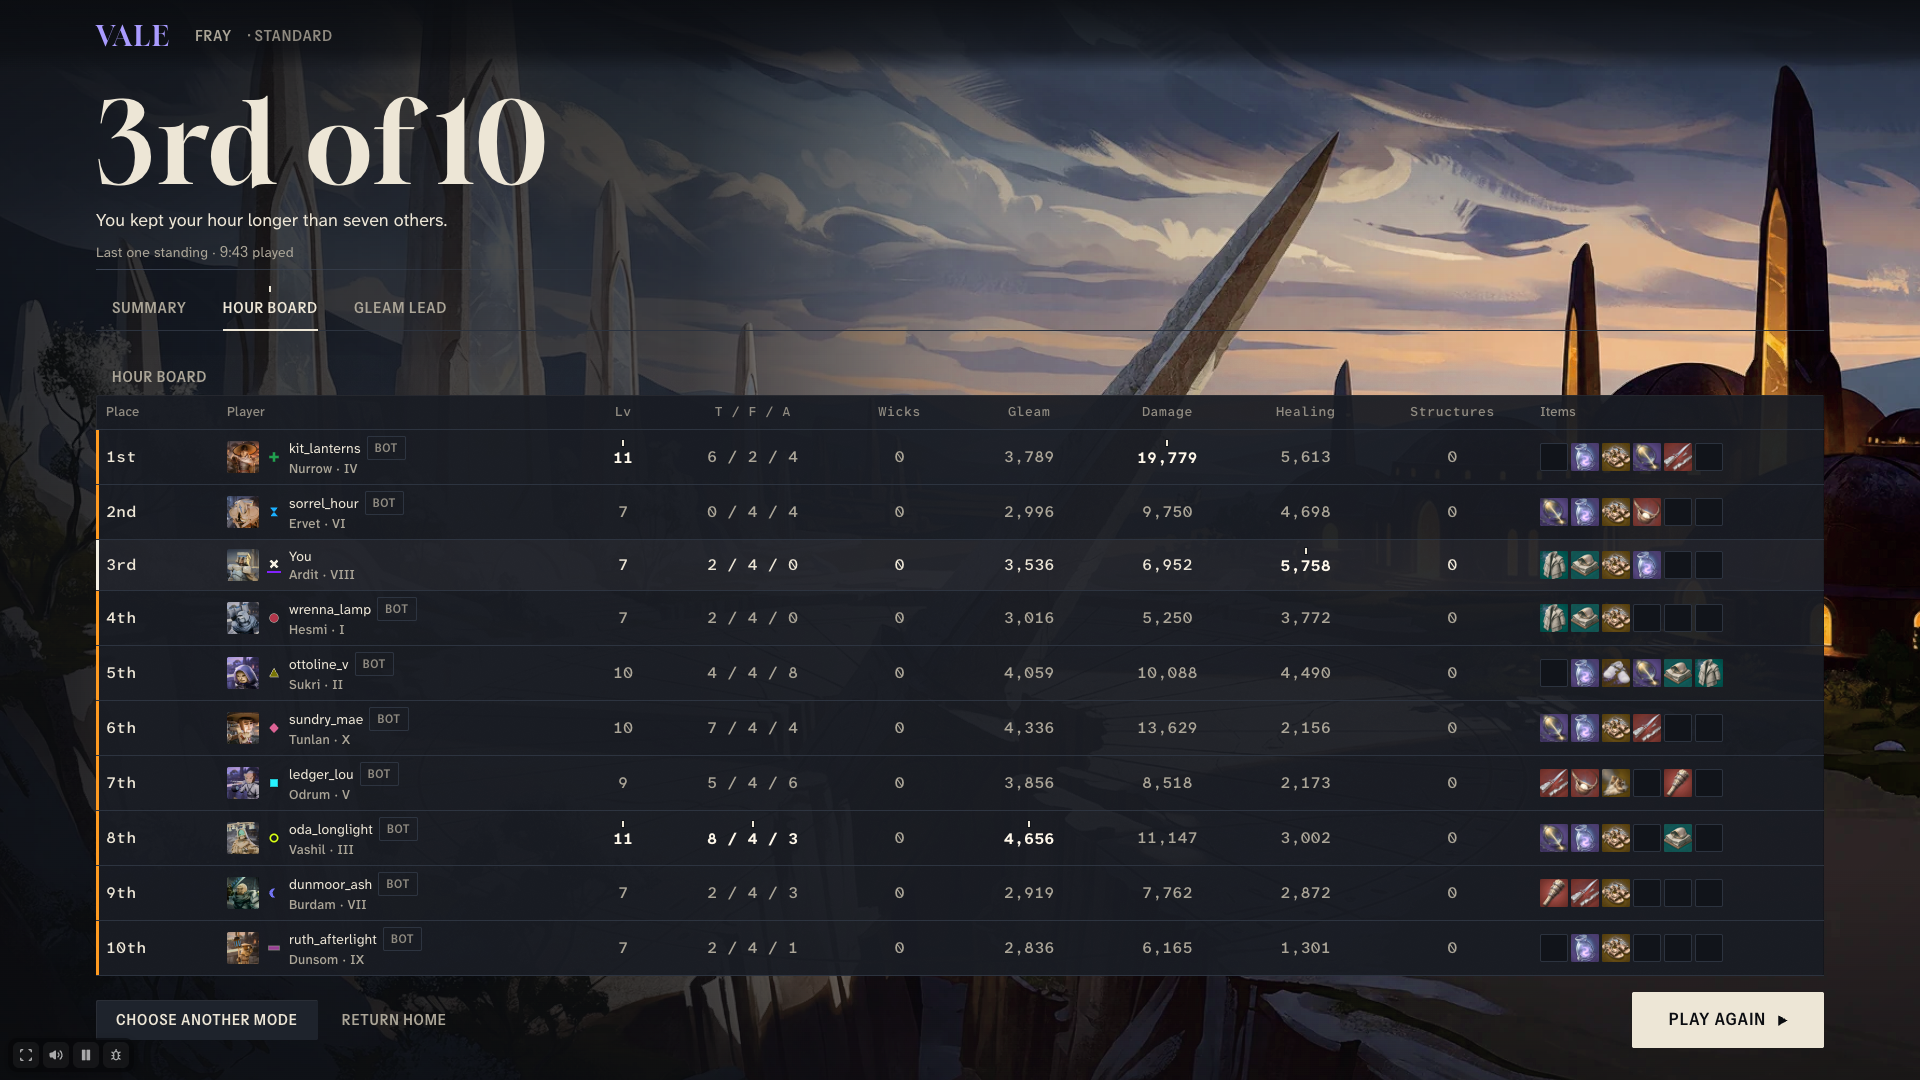 VALE FRAY · STANDARD
3rd of 10
You kept your hour longer than seven others.
Last one standing · 9:43 played
SUMMARY HOUR BOARD GLEAM LEAD
HOUR BOARD
Place Player Lv T / F / A Wicks Gleam Damage Healing Structures Items
1st kit_lanterns BOT Nurrow · IV 11 6 / 2 / 4 0 3,789 19,779 5,613 0
2nd sorrel_hour BOT Ervet · VI 7 0 / 4 / 4 0 2,996 9,750 4,698 0
3rd You Ardit · VIII 7 2 / 4 / 0 0 3,536 6,952 5,758 0
4th wrenna_lamp BOT Hesmi · I 7 2 / 4 / 0 0 3,016 5,250 3,772 0
5th ottoline_v BOT Sukri · II 10 4 / 4 / 8 0 4,059 10,088 4,490 0
6th sundry_mae BOT Tunlan · X 10 7 / 4 / 4 0 4,336 13,629 2,156 0
7th ledger_lou BOT Odrum · V 9 5 / 4 / 6 0 3,856 8,518 2,173 0
8th oda_longlight BOT Vashil · III 11 8 / 4 / 3 0 4,656 11,147 3,002 0
9th dunmoor_ash BOT Burdam · VII 7 2 / 4 / 3 0 2,919 7,762 2,872 0
10th ruth_afterlight BOT Dunsom · IX 7 2 / 4 / 1 0 2,836 6,165 1,301 0
CHOOSE ANOTHER MODE RETURN HOME PLAY AGAIN